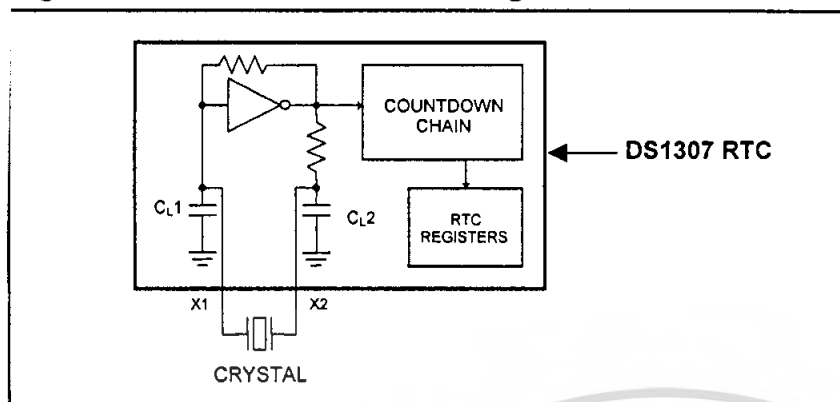 COUNTDOWN
CHAIN
DS1307 RTC
CL1
CL2
RTC
REGISTERS
X1
X2
CRYSTAL